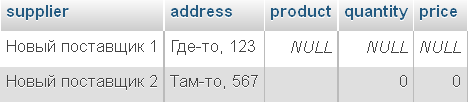 supplier address product quantity price
Новый поставщик 1 Где-то, 123 NULL NULL NULL
Новый поставщик 2 Там-то, 567 0 0